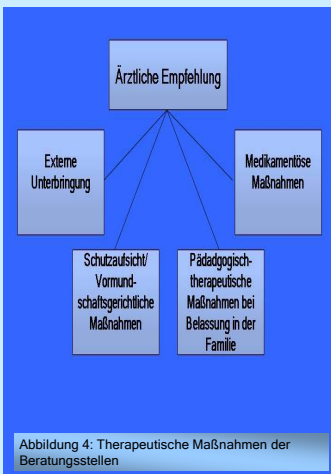 Ärztliche Empfehlung
Externe
Unterbringung
Medikamentöse
Maßnahmen
Schutzaufsicht/
Vormund-
schaftsgerichtliche
Maßnahmen
Pädadgogisch-
therapeutische
Maßnahmen bei
Belassung in der
Familie
Abbildung 4: Therapeutische Maßnahmen der
Beratungsstellen